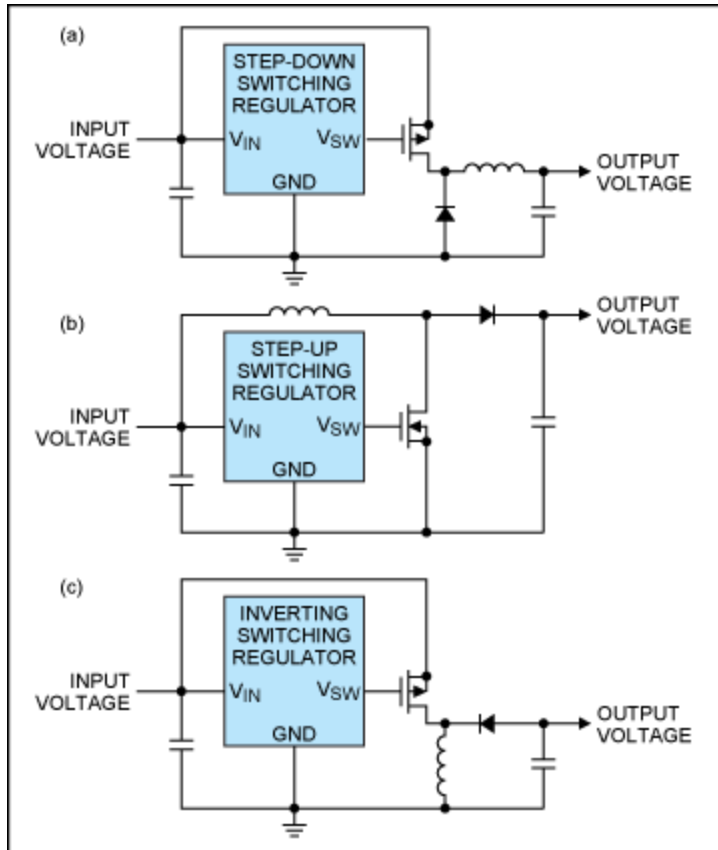 (a)
STEP-DOWN
SWITCHING
REGULATOR
INPUT
VOLTAGE
VIN
VSW
GND
OUTPUT
VOLTAGE
(b)
STEP-UP
SWITCHING
REGULATOR
INPUT
VOLTAGE
VIN
VSW
GND
OUTPUT
VOLTAGE
(c)
INVERTING
SWITCHING
REGULATOR
INPUT
VOLTAGE
VIN
VSW
GND
OUTPUT
VOLTAGE